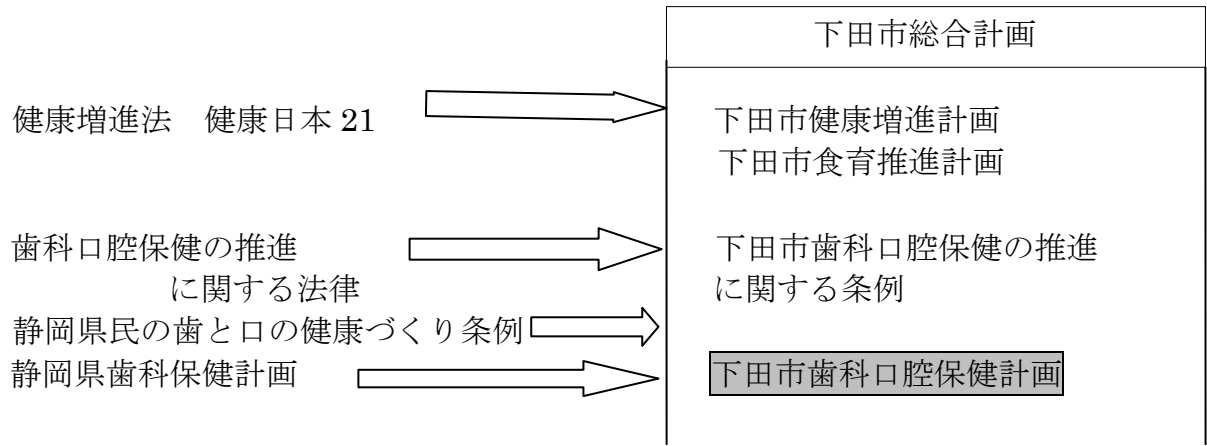 下田市総合計画
健康増進法　健康日本 21
下田市健康増進計画
下田市食育推進計画
歯科口腔保健の推進
に関する法律
下田市歯科口腔保健の推進
に関する条例
静岡県民の歯と口の健康づくり条例
静岡県歯科保健計画
下田市歯科口腔保健計画